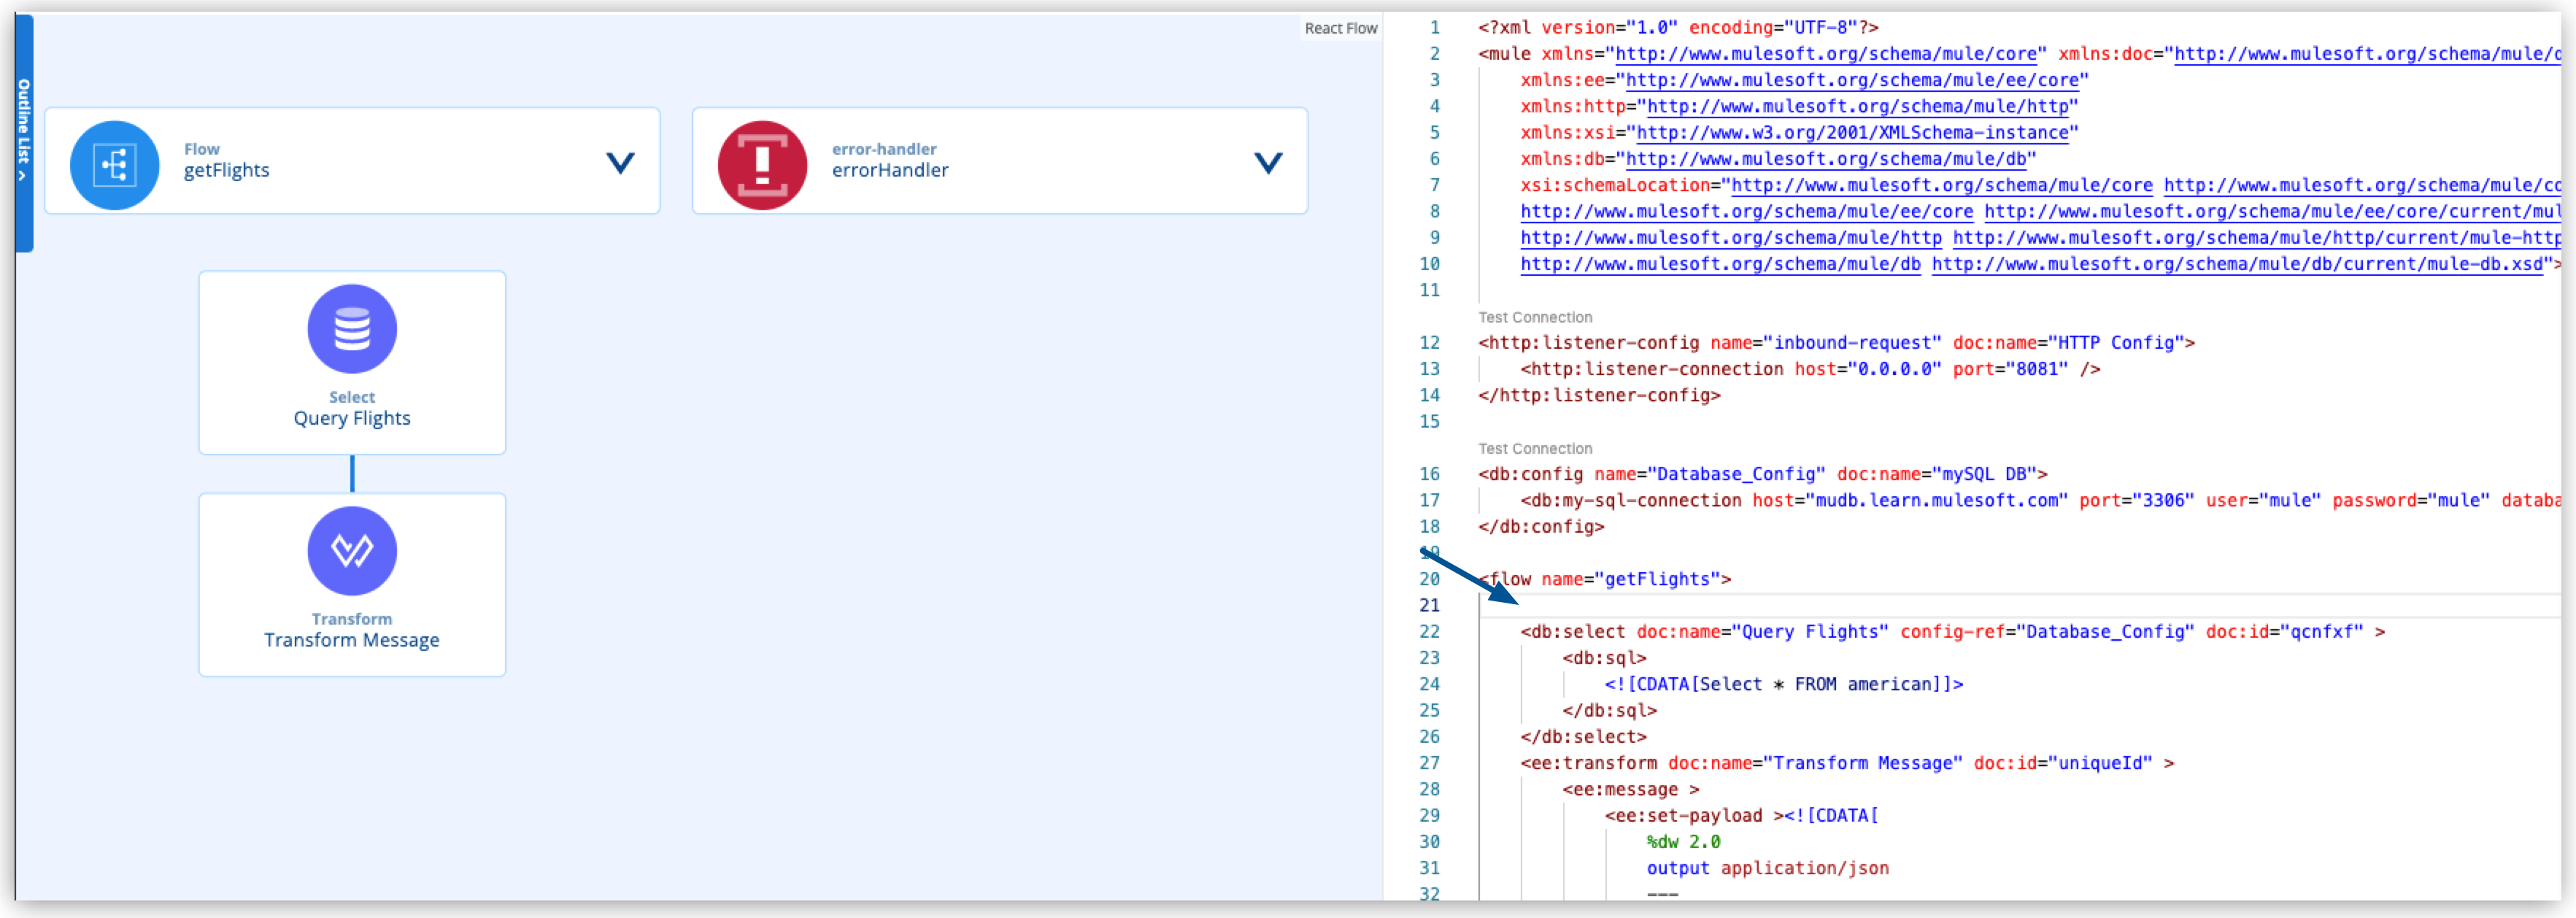 Outline List >
React Flow
Flow
getFlights
error-handler
errorHandler
Select
Query Flights
Transform
Transform Message
1 <?xml version="1.0" encoding="UTF-8"?>
2 <mule xmlns="http://www.mulesoft.org/schema/mule/core" xmlns:doc="http://www.mulesoft.org/schema/mule/d
3 xmlns:ee="http://www.mulesoft.org/schema/mule/ee/core"
4 xmlns:http="http://www.mulesoft.org/schema/mule/http"
5 xmlns:xsi="http://www.w3.org/2001/XMLSchema-instance"
6 xmlns:db="http://www.mulesoft.org/schema/mule/db"
7 xsi:schemaLocation="http://www.mulesoft.org/schema/mule/core http://www.mulesoft.org/schema/mule/co
8 http://www.mulesoft.org/schema/mule/ee/core http://www.mulesoft.org/schema/mule/ee/core/current/mul
9 http://www.mulesoft.org/schema/mule/http http://www.mulesoft.org/schema/mule/http/current/mule-http
10 http://www.mulesoft.org/schema/mule/db http://www.mulesoft.org/schema/mule/db/current/mule-db.xsd">
11
Test Connection
12 <http:listener-config name="inbound-request" doc:name="HTTP Config">
13 <http:listener-connection host="0.0.0.0" port="8081" />
14 </http:listener-config>
15
Test Connection
16 <db:config name="Database_Config" doc:name="mySQL DB">
17 <db:my-sql-connection host="mudb.learn.mulesoft.com" port="3306" user="mule" password="mule" databa
18 </db:config>
19
20 <flow name="getFlights">
21
22 <db:select doc:name="Query Flights" config-ref="Database_Config" doc:id="qcnfxf" >
23 <db:sql>
24 <![CDATA[Select * FROM american]]>
25 </db:sql>
26 </db:select>
27 <ee:transform doc:name="Transform Message" doc:id="uniqueId" >
28 <ee:message >
29 <ee:set-payload ><![CDATA[
30 %dw 2.0
31 output application/json
32 ---